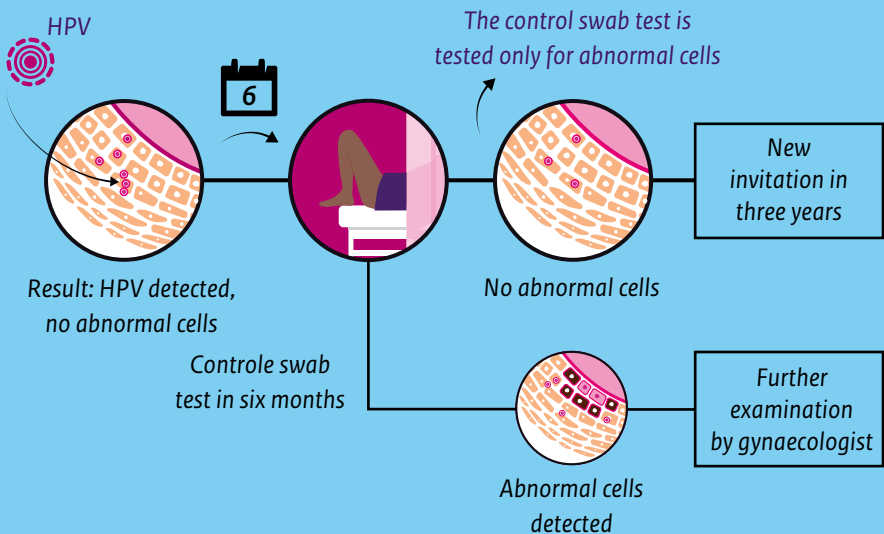 HPV
6
The control swab test is
tested only for abnormal cells
Result: HPV detected,
no abnormal cells
Controle swab
test in six months
No abnormal cells
New
invitation in
three years
Abnormal cells
detected
Further
examination
by gynaecologist